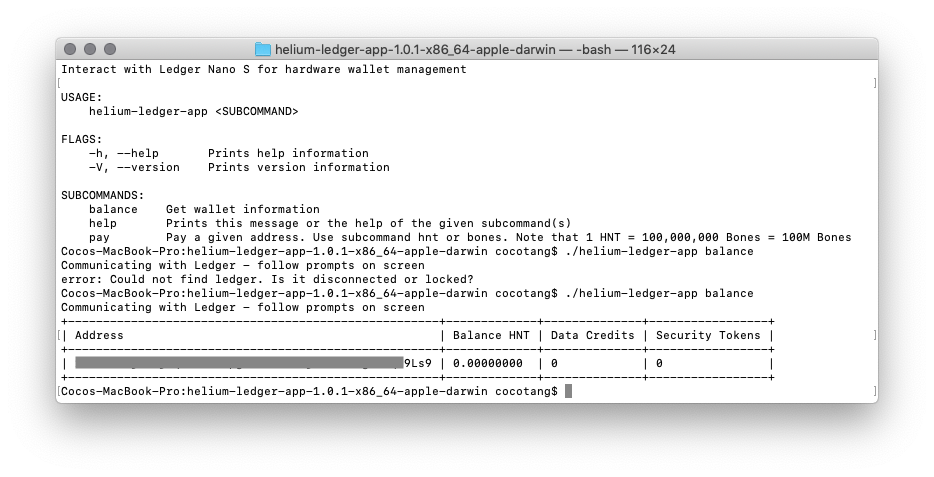 helium-ledger-app-1.0.1-x86_64-apple-darwin — -bash — 116×24
Interact with Ledger Nano S for hardware wallet management
[ ]
USAGE:
helium-ledger-app <SUBCOMMAND>
FLAGS:
-h, --help Prints help information
-V, --version Prints version information
SUBCOMMANDS:
balance Get wallet information
help Prints this message or the help of the given subcommand(s)
pay Pay a given address. Use subcommand hnt or bones. Note that 1 HNT = 100,000,000 Bones = 100M Bones
Cocos-MacBook-Pro:helium-ledger-app-1.0.1-x86_64-apple-darwin cocotang$ ./helium-ledger-app balance
Communicating with Ledger - follow prompts on screen
error: Could not find ledger. Is it disconnected or locked?
Cocos-MacBook-Pro:helium-ledger-app-1.0.1-x86_64-apple-darwin cocotang$ ./helium-ledger-app balance
Communicating with Ledger - follow prompts on screen
+----------------------------------------------------+-------------+--------------+-----------------+
[| Address | Balance HNT | Data Credits | Security Tokens | ]
+----------------------------------------------------+-------------+--------------+-----------------+
| 9Ls9 | 0.00000000 | 0 | 0 |
+----------------------------------------------------+-------------+--------------+-----------------+
[Cocos-MacBook-Pro:helium-ledger-app-1.0.1-x86_64-apple-darwin cocotang$ ]